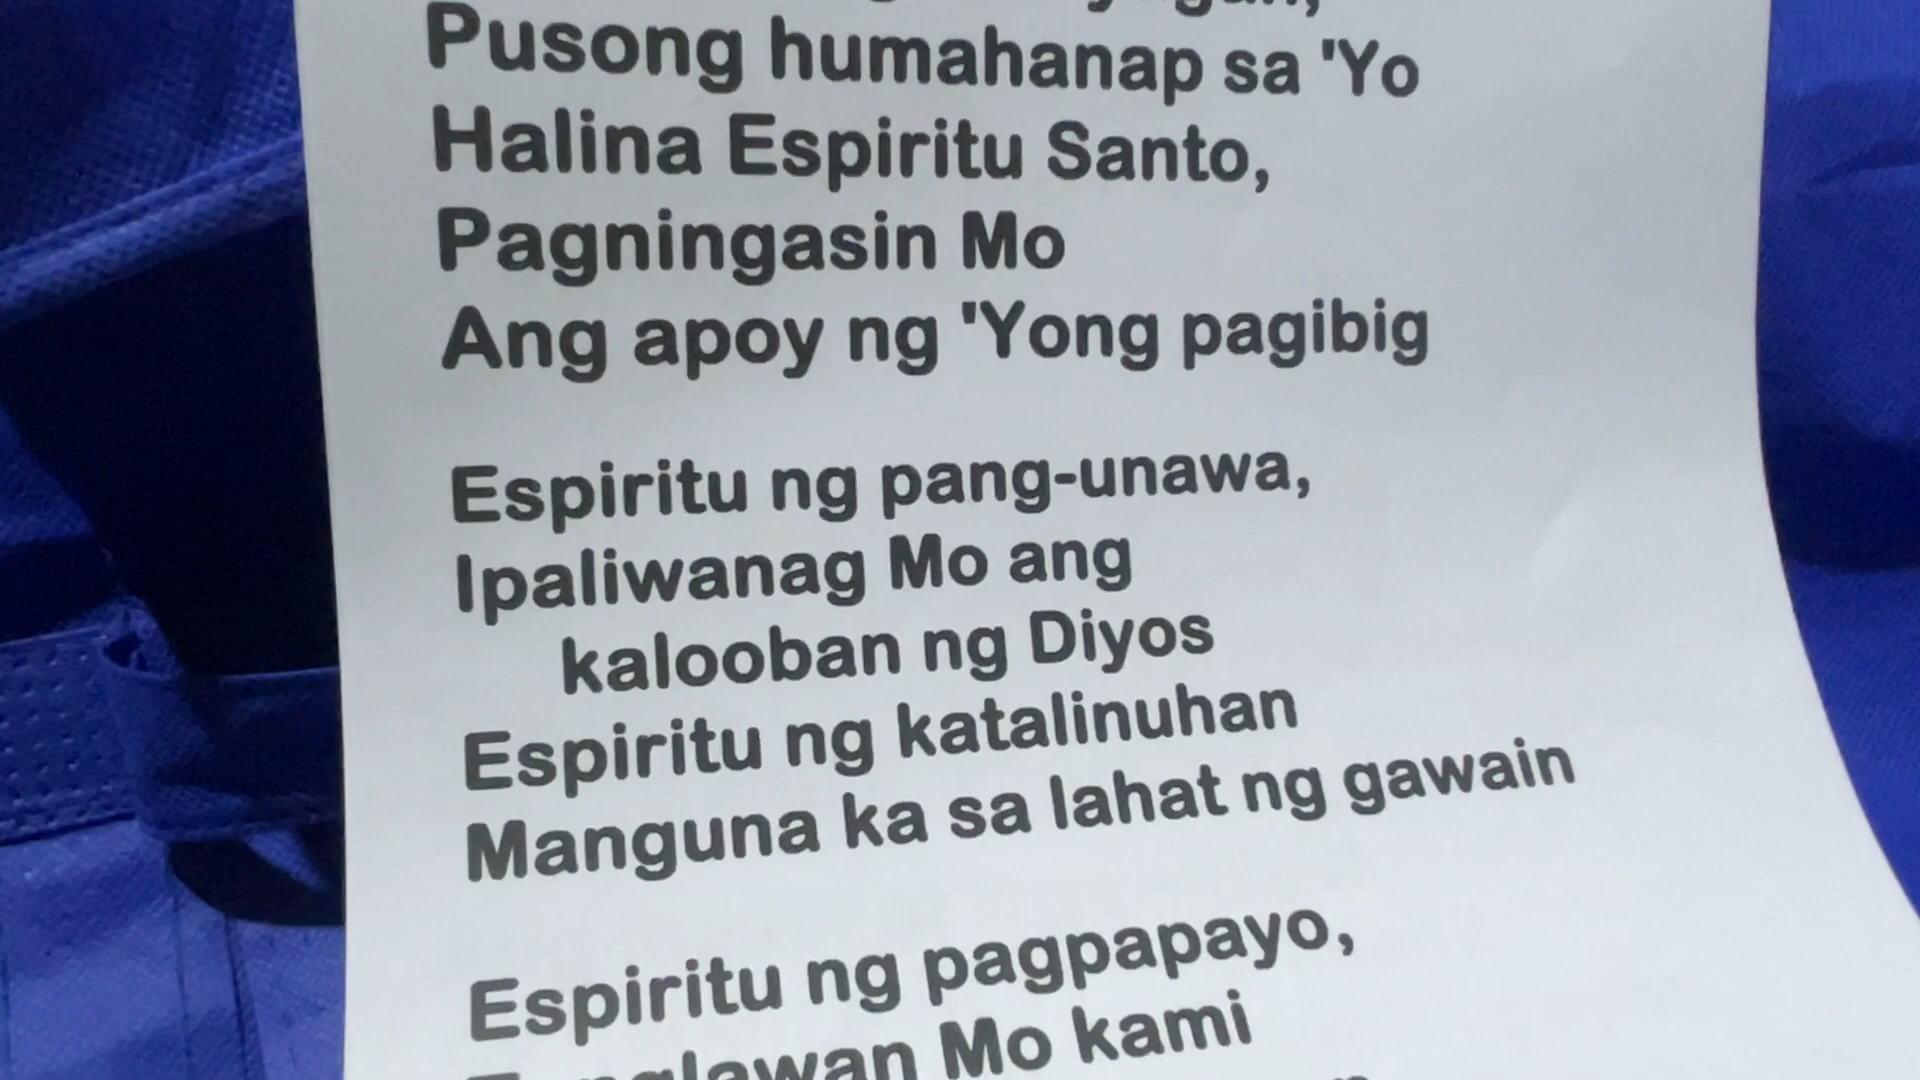 Pusong humahanap sa 'Yo
Halina Espiritu Santo,
Pagningasin Mo
Ang apoy ng 'Yong pagibig
Espiritu ng pang-unawa,
Ipaliwanag Mo ang
kalooban ng Diyos
Espiritu ng katalinuhan
Manguna ka sa lahat ng gawain
Espiritu ng pagpapayo,
Mo kami